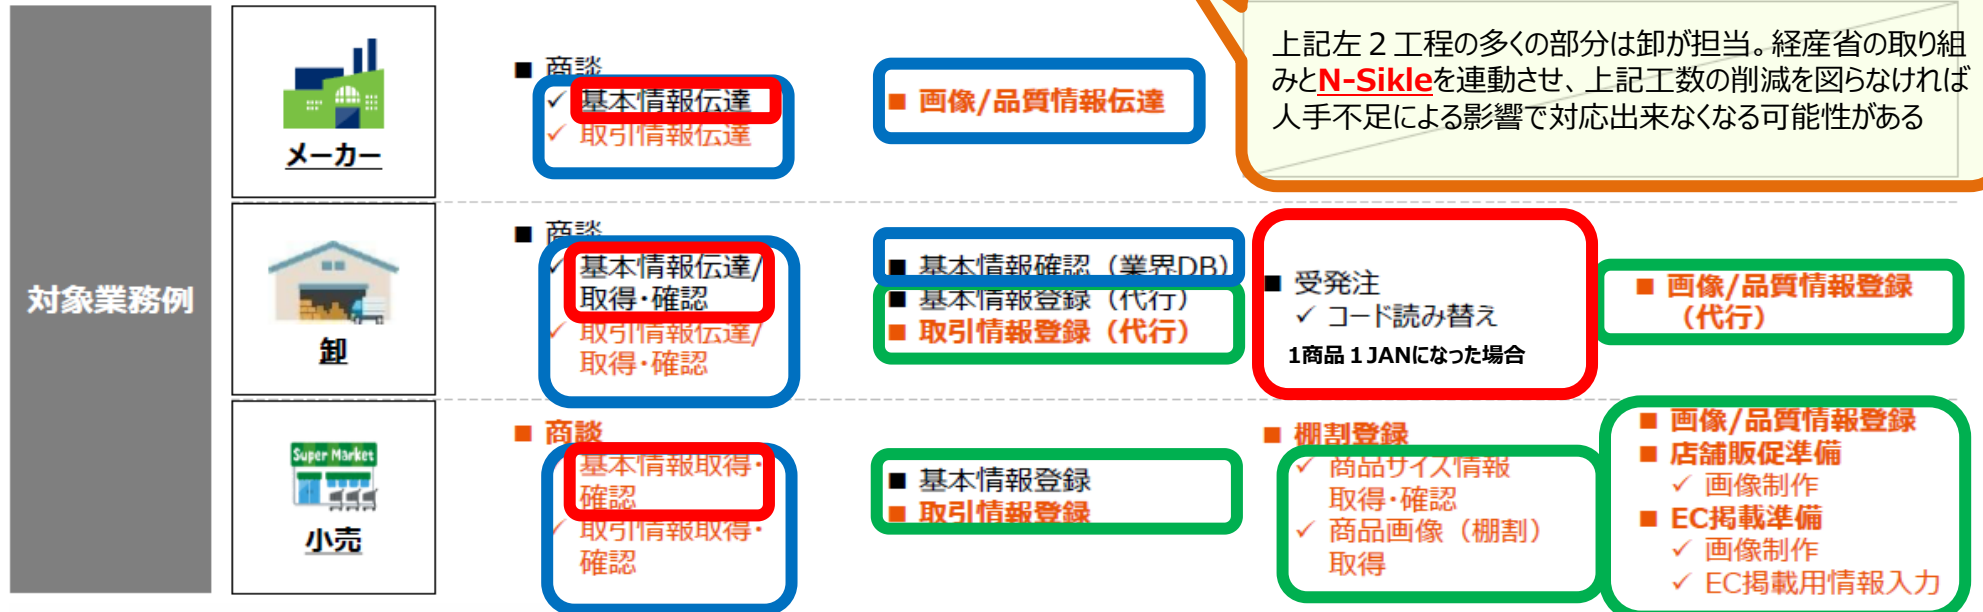 上記左２工程の多くの部分は卸が担当。経産省の取り組
みとN-Sikleを連動させ、上記工数の削減を図らなければ
人手不足による影響で対応出来なくなる可能性がある
対象業務例
メーカー
■ 商談
✓ 基本情報伝達
✓ 取引情報伝達
■ 画像/品質情報伝達
卸
■ 商談
✓ 基本情報伝達/
取得・確認
✓ 取引情報伝達/
取得・確認
■ 基本情報確認（業界DB）
■ 基本情報登録（代行）
■ 取引情報登録（代行）
■ 受発注
✓ コード読み替え
1商品１JANになった場合
■ 画像/品質情報登録
（代行）
Super Market
小売
■ 商談
✓ 基本情報取得・
確認
✓ 取引情報取得・
確認
■ 基本情報登録
■ 取引情報登録
■ 棚割登録
✓ 商品サイズ情報
取得・確認
✓ 商品画像（棚割）
取得
■ 画像/品質情報登録
■ 店舗販促準備
✓ 画像制作
■ EC掲載準備
✓ 画像制作
✓ EC掲載用情報入力